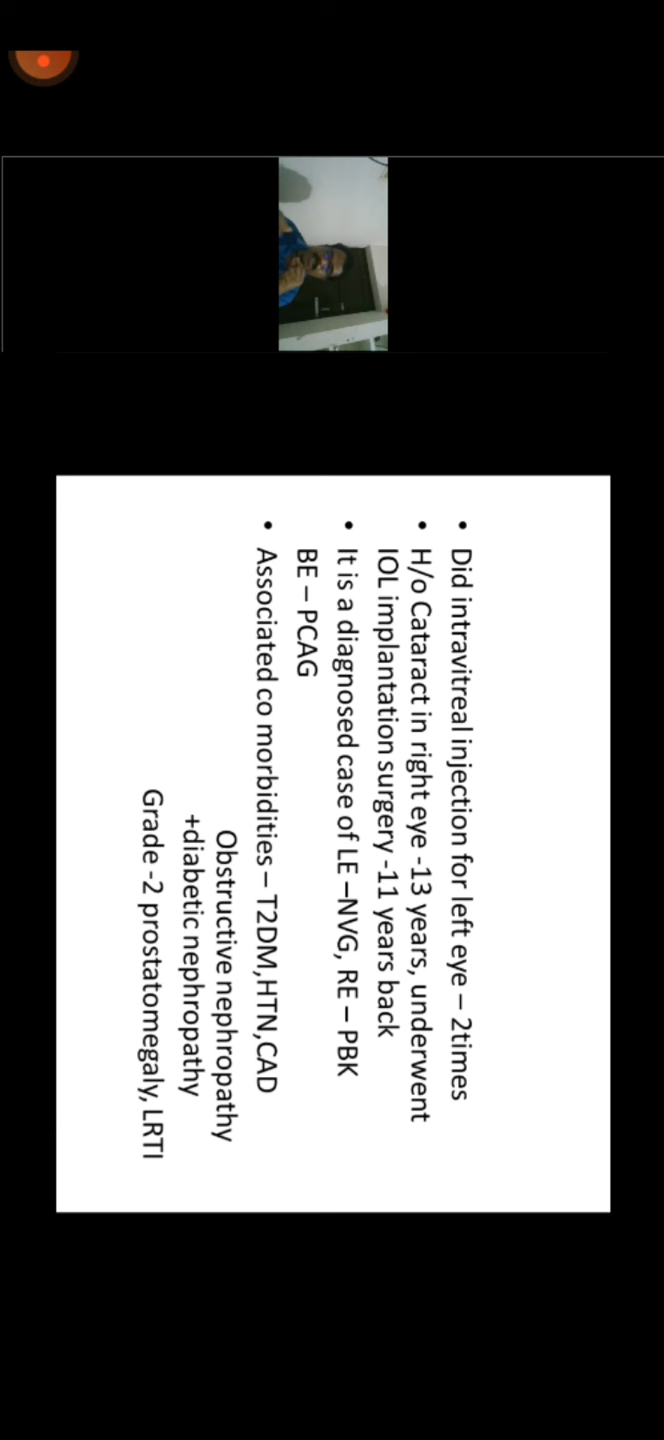 • Did intravitreal injection for left eye – 2times
• H/o Cataract in right eye -13 years, underwent
IOL implantation surgery -11 years back
• It is a diagnosed case of LE –NVG, RE – PBK
BE – PCAG
• Associated co morbidities – T2DM,HTN,CAD
Obstructive nephropathy
+diabetic nephropathy
Grade -2 prostatomegaly, LRTI